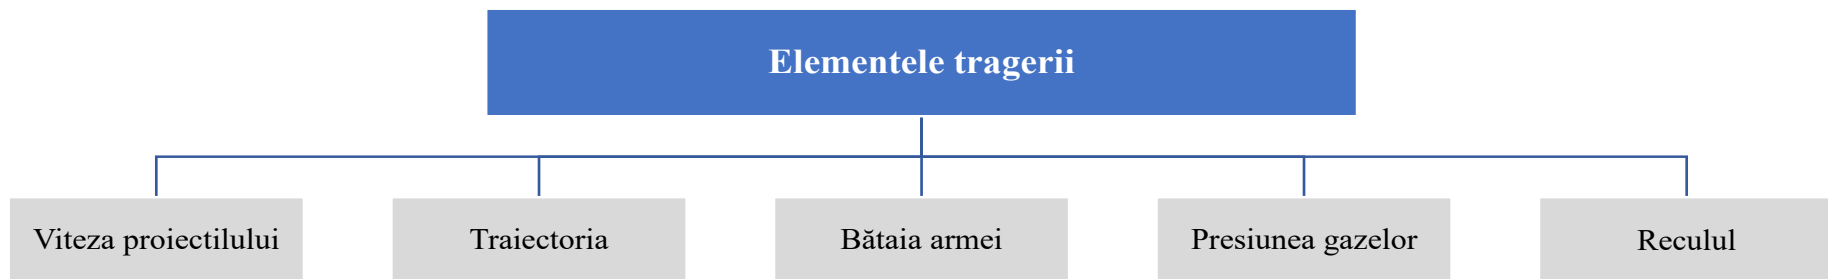 Elementele tragerii
Viteza proiectilului
Traiectoria
Bătaia armei
Presiunea gazelor
Reculul